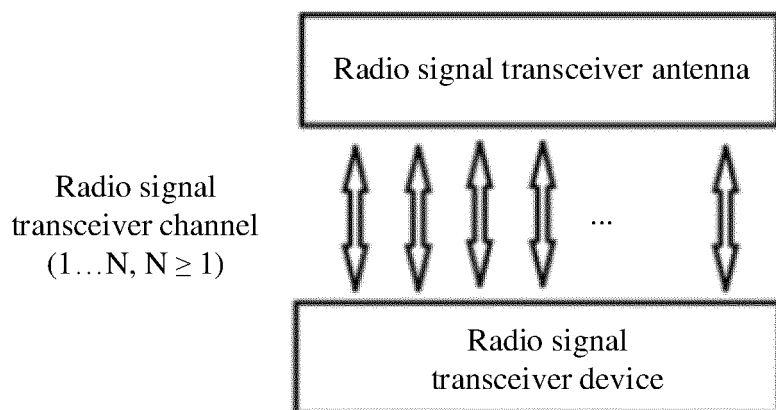 Radio signal transceiver antenna
Radio signal
transceiver channel
(1…N, N ≥ 1)
...
Radio signal
transceiver device